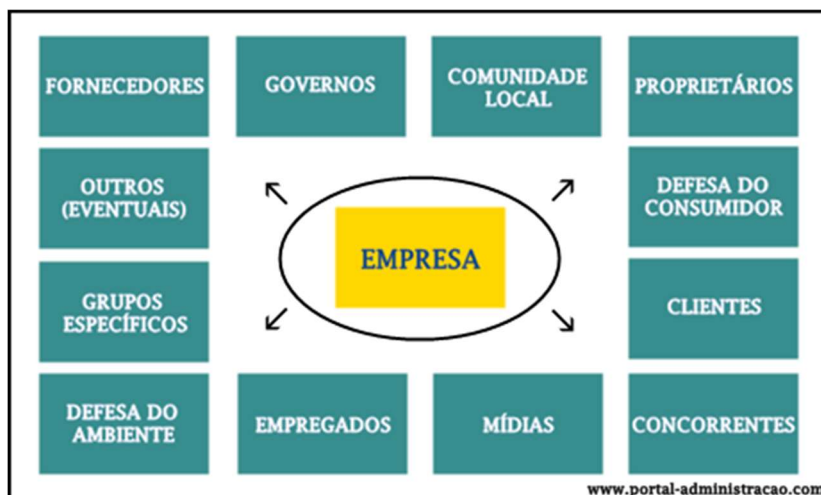 FORNECEDORES
GOVERNOS
COMUNIDADE
LOCAL
PROPRIETÁRIOS
OUTROS
(EVENTUAIS)
DEFESA DO
CONSUMIDOR
EMPRESA
GRUPOS
ESPECÍFICOS
CLIENTES
DEFESA DO
AMBIENTE
EMPREGADOS
MÍDIAS
CONCORRENTES
www.portal-administracao.com